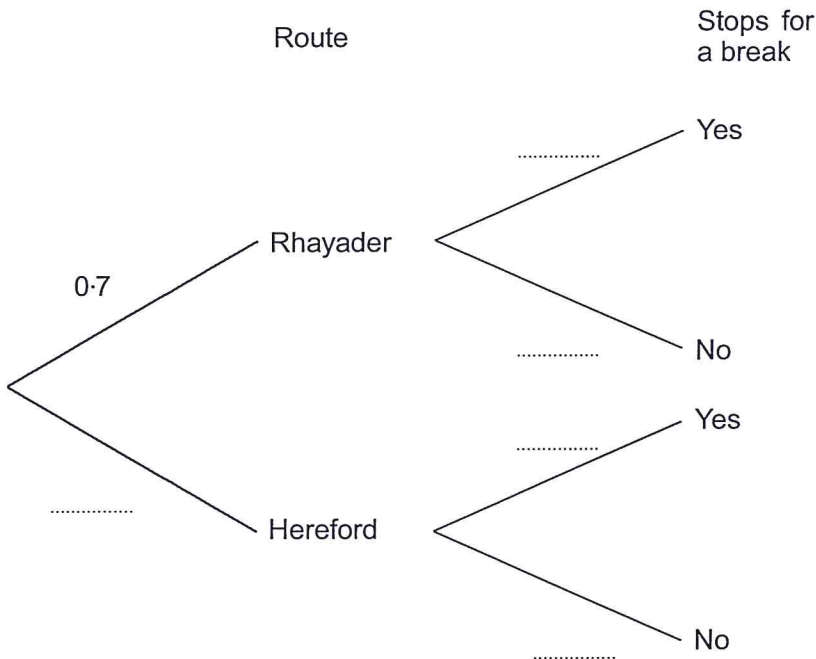 Route
Stops for
a break
Yes
...............
Rhayader
0·7
...............
No
Yes
...............
...............
Hereford
No
...............